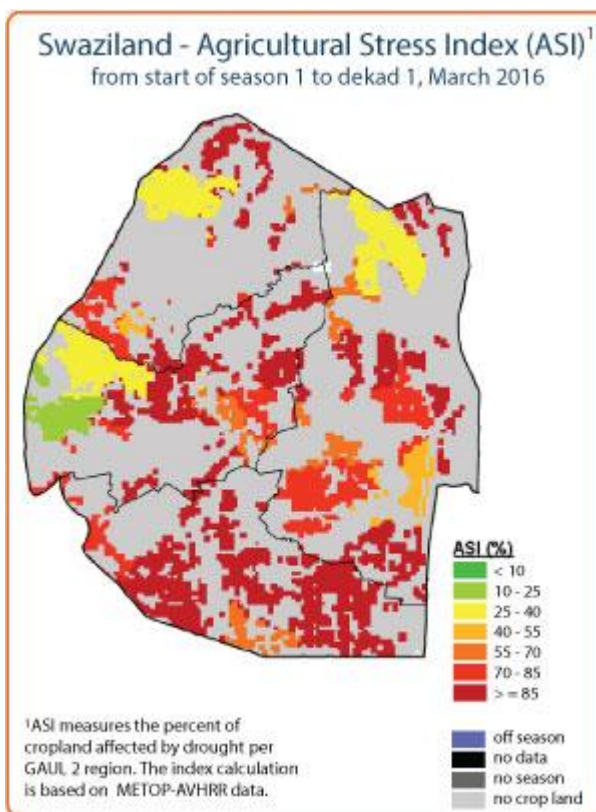 Swaziland - Agricultural Stress Index (ASI)¹
from start of season 1 to dekad 1, March 2016
ASI (%)
< 10
10 - 25
25 - 40
40 - 55
55 - 70
70 - 85
> = 85
off season
no data
no season
no crop land
¹ASI measures the percent of
cropland affected by drought per
GAUL 2 region. The index calculation
is based on METOP-AVHRR data.